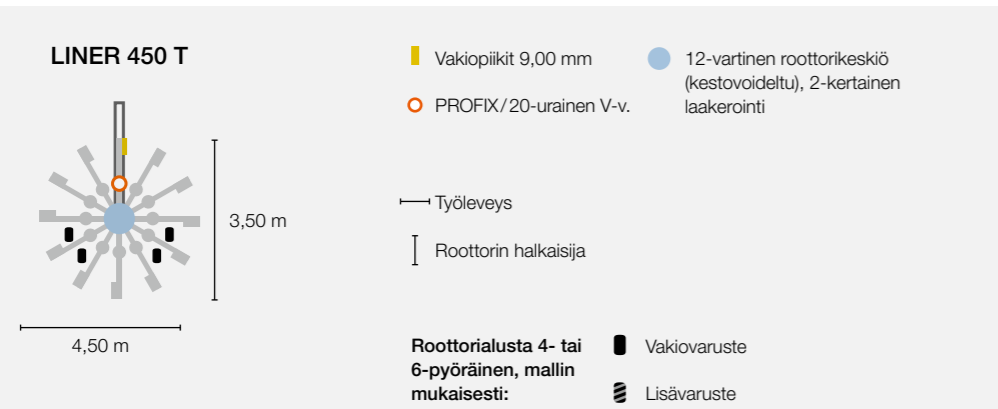 LINER 450 T
3,50 m
4,50 m
Vakiopiikit 9,00 mm
PROFIX/20-urainen V-v.
12-vartinen roottorikeskiö
(kestovoideltu), 2-kertainen
laakerointi
Työleveys
Roottorin halkaisija
Roottorialusta 4- tai
6-pyöräinen, mallin
mukaisesti:
Vakiovaruste
Lisävaruste